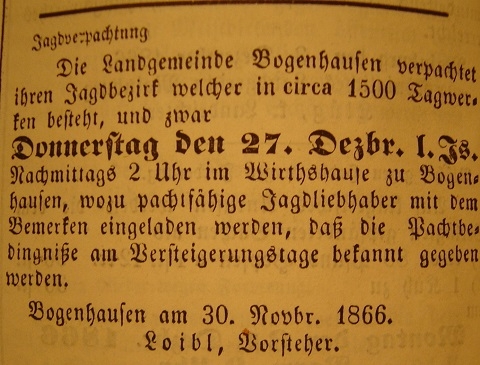 Jagdverpachtung
Die Landgemeinde Bogenhausen verpachtet
ihren Jagdbezirk welcher in circa 1500 Tagwer-
ken besteht, und zwar
Donnerstag den 27. Dezbr. l. Js.
Nachmittags 2 Uhr im Wirthshause zu Bogen-
hausen, wozu pachtfähige Jagdliebhaber mit dem
Bemerken eingeladen werden, daß die Pachtbe-
dingniße am Versteigerungstage bekannt gegeben
werden.
Bogenhausen am 30. Novbr. 1866.
Loibl, Vorsteher.